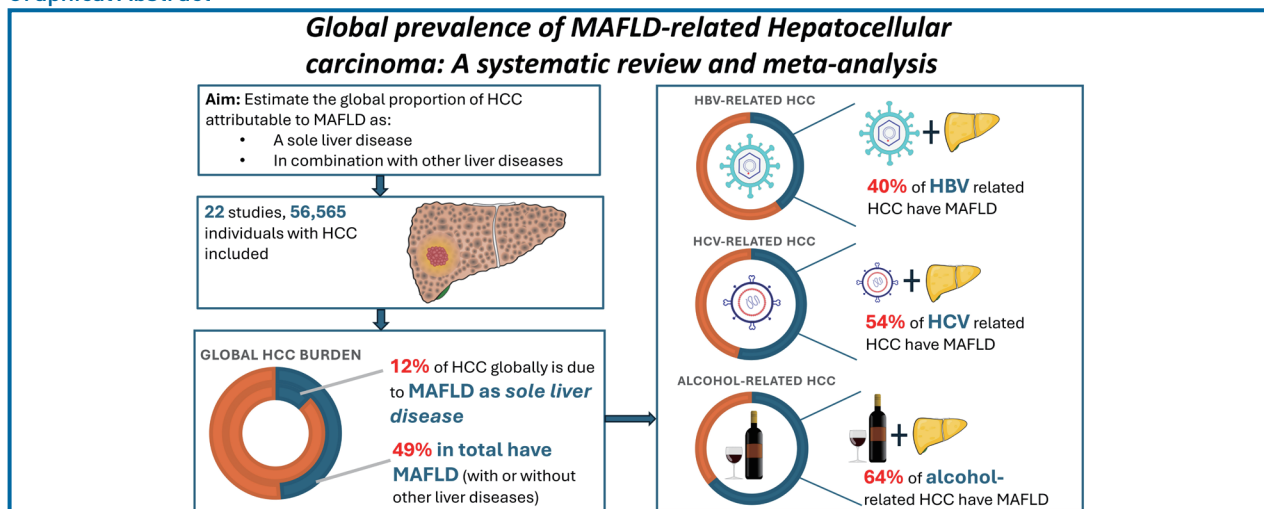 Global prevalence of MAFLD-related Hepatocellular
carcinoma: A systematic review and meta-analysis
Aim: Estimate the global proportion of HCC
attributable to MAFLD as:
• A sole liver disease
• In combination with other liver diseases
22 studies, 56,565
individuals with HCC
included
GLOBAL HCC BURDEN
12% of HCC globally is due
to MAFLD as sole liver
disease
49% in total have
MAFLD (with or without
other liver diseases)
HBV-RELATED HCC
40% of HBV related
HCC have MAFLD
HCV-RELATED HCC
54% of HCV related
HCC have MAFLD
ALCOHOL-RELATED HCC
64% of alcohol-
related HCC have MAFLD